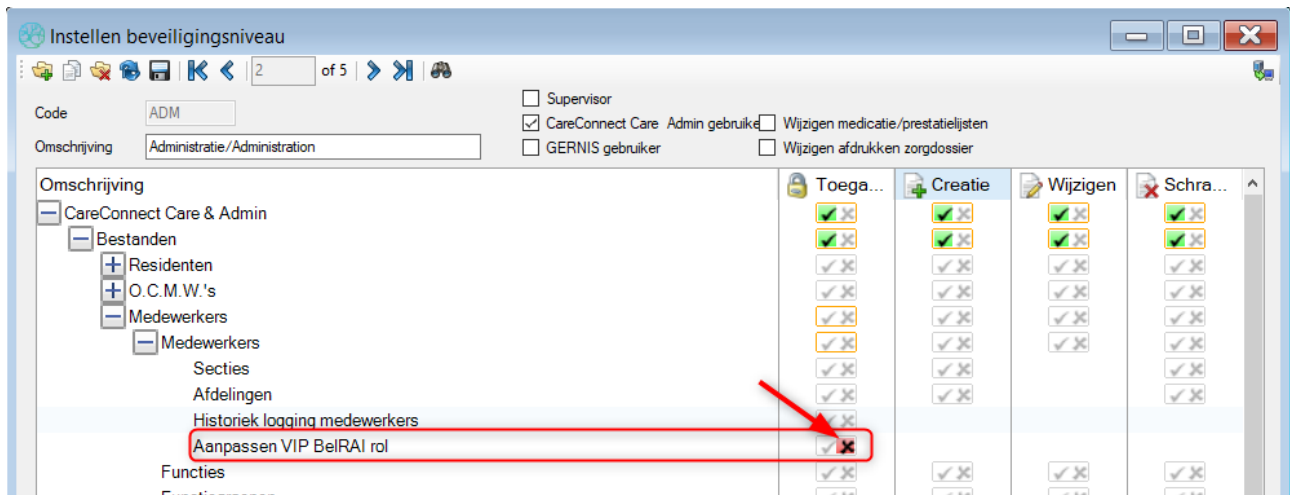 Instellen beveiligingsniveau
2 of 5
Supervisor
Code ADM
CareConnect Care Admin gebruike Wijzigen medicatie/prestatielijsten
Omschrijving Administratie/Administration GERNIS gebruiker Wijzigen afdrukken zorgdossier
Omschrijving Toega... Creatie Wijzigen Schra...
CareConnect Care & Admin
Bestanden
Residenten
O.C.M.W.'s
Medewerkers
Medewerkers
Secties
Afdelingen
Historiek logging medewerkers
Aanpassen VIP BelRAI rol
Functies